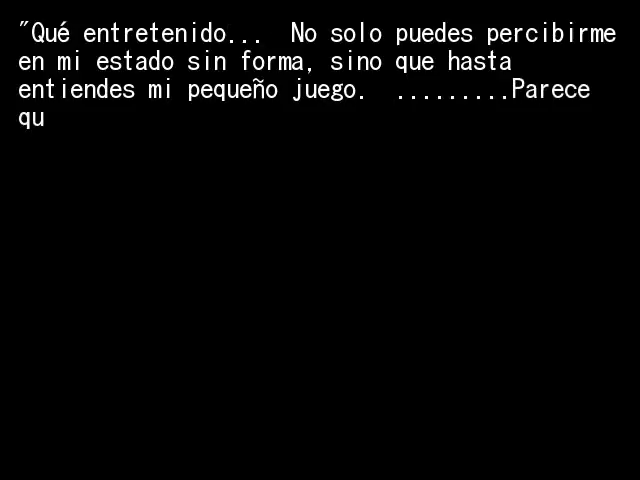 "Qué entretenido...  No solo puedes percibirme
en mi estado sin forma, sino que hasta
entiendes mi pequeño juego.  .........Parece
qu